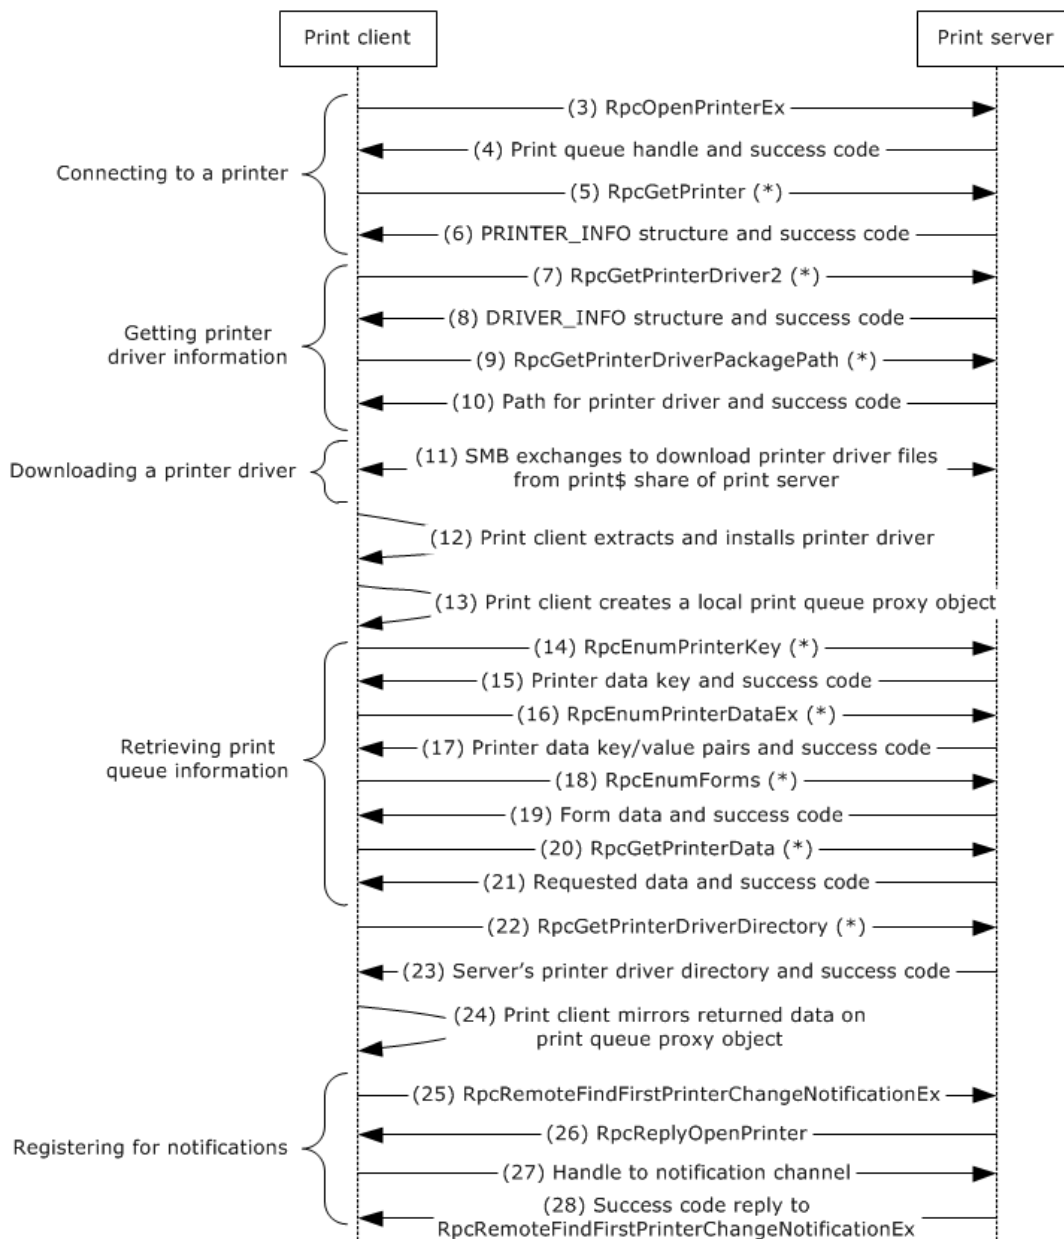 Print client
Print server
(3) RpcOpenPrinterEx
(4) Print queue handle and success code
Connecting to a printer
(5) RpcGetPrinter (*)
(6) PRINTER_INFO structure and success code
(7) RpcGetPrinterDriver2 (*)
(8) DRIVER_INFO structure and success code
Getting printer
driver information
(9) RpcGetPrinterDriverPackagePath (*)
(10) Path for printer driver and success code
Downloading a printer driver
(11) SMB exchanges to download printer driver files
from print$ share of print server
(12) Print client extracts and installs printer driver
(13) Print client creates a local print queue proxy object
(14) RpcEnumPrinterKey (*)
(15) Printer data key and success code
(16) RpcEnumPrinterDataEx (*)
Retrieving print
queue information
(17) Printer data key/value pairs and success code
(18) RpcEnumForms (*)
(19) Form data and success code
(20) RpcGetPrinterData (*)
(21) Requested data and success code
(22) RpcGetPrinterDriverDirectory (*)
(23) Server's printer driver directory and success code
(24) Print client mirrors returned data on
print queue proxy object
(25) RpcRemoteFindFirstPrinterChangeNotificationEx
(26) RpcReplyOpenPrinter
Registering for notifications
(27) Handle to notification channel
(28) Success code reply to
RpcRemoteFindFirstPrinterChangeNotificationEx